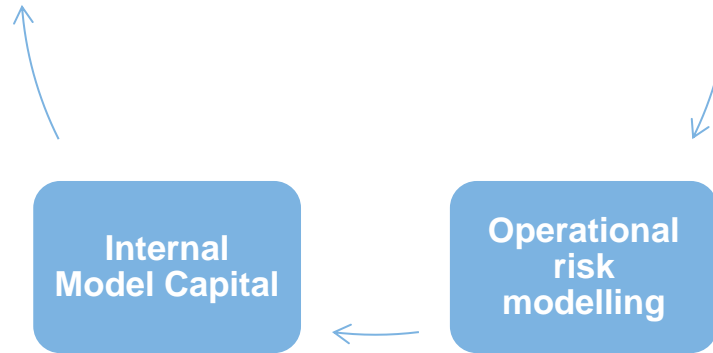 Internal
Model Capital
Operational
risk
modelling